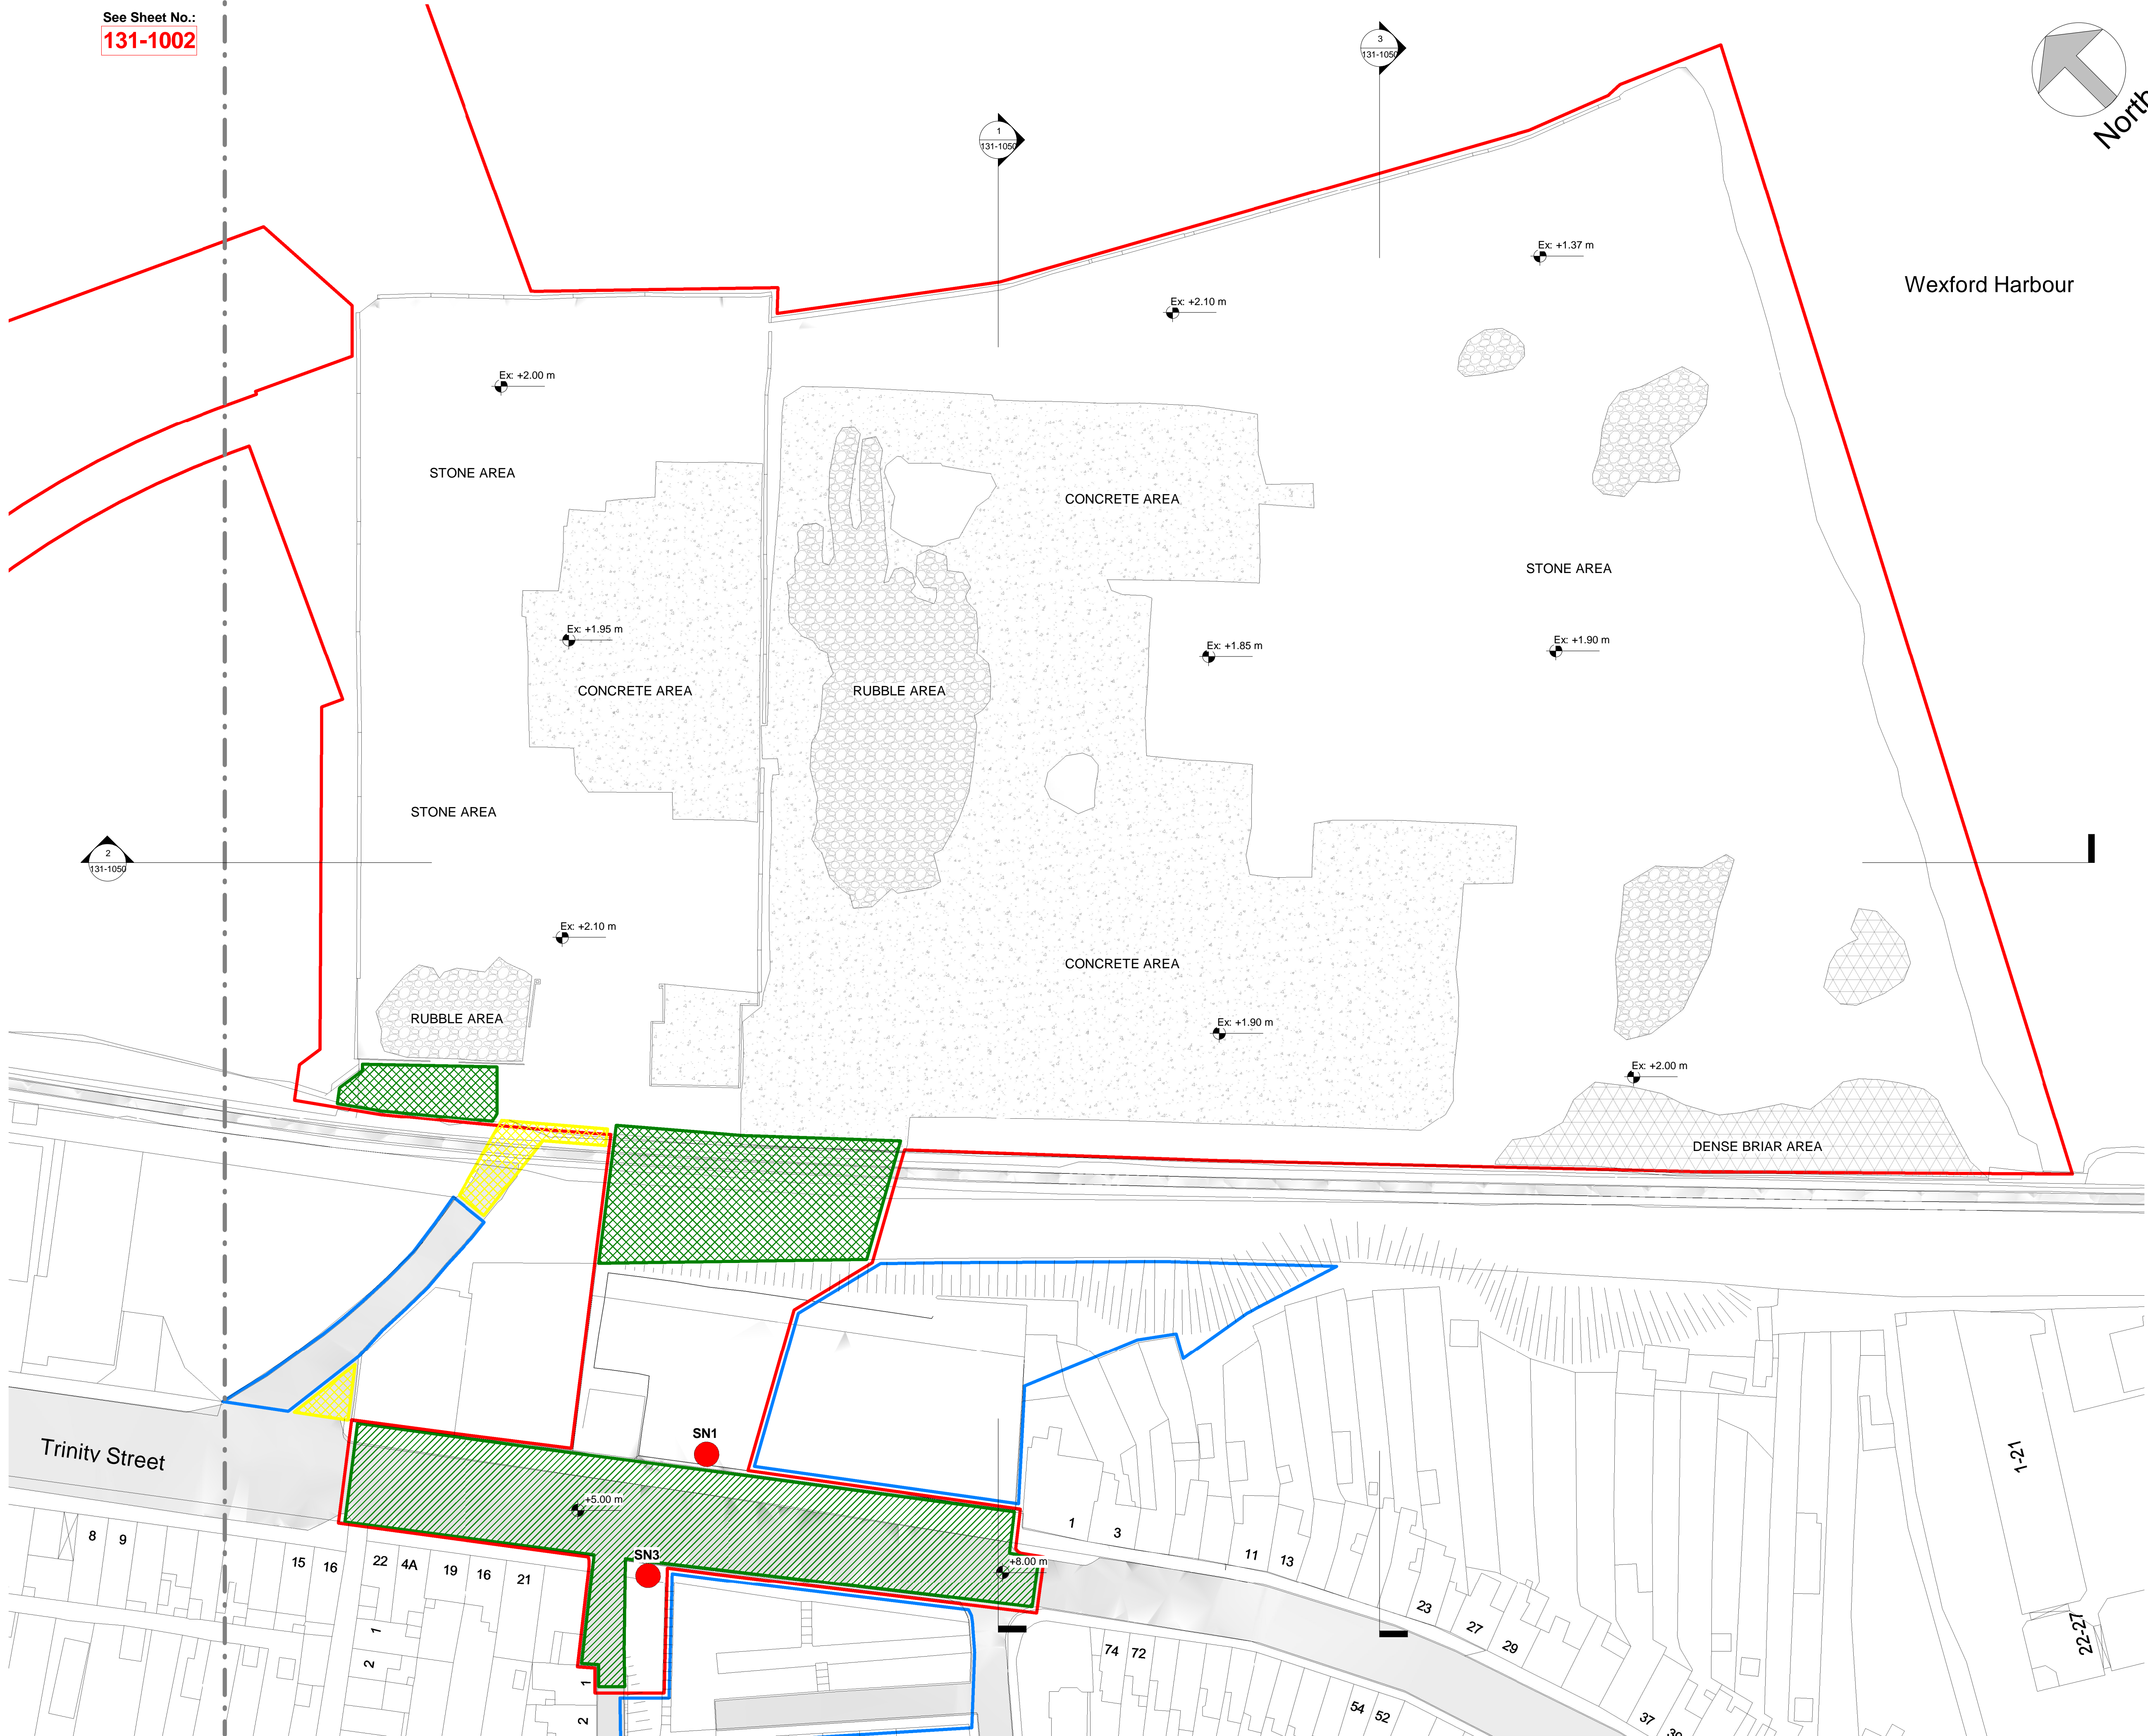 See Sheet No.:
131-1002
3
131-1050
North
1
131-1050
Ex: +1.37 m
Wexford Harbour
Ex: +2.10 m
Ex: +2.00 m
STONE AREA
CONCRETE AREA
STONE AREA
Ex: +1.95 m
Ex: +1.85 m
Ex: +1.90 m
CONCRETE AREA
RUBBLE AREA
STONE AREA
2
131-1050
Ex: +2.10 m
CONCRETE AREA
RUBBLE AREA
Ex: +1.90 m
Ex: +2.00 m
DENSE BRIAR AREA
SN1
Trinity Street
1-21
+5.00 m
8
9
15
16
22
4A
19
16
21
SN3
+8.00 m
1
3
11
13
23
27
29
37
1
2
1
2
74
72
54
52
22-27